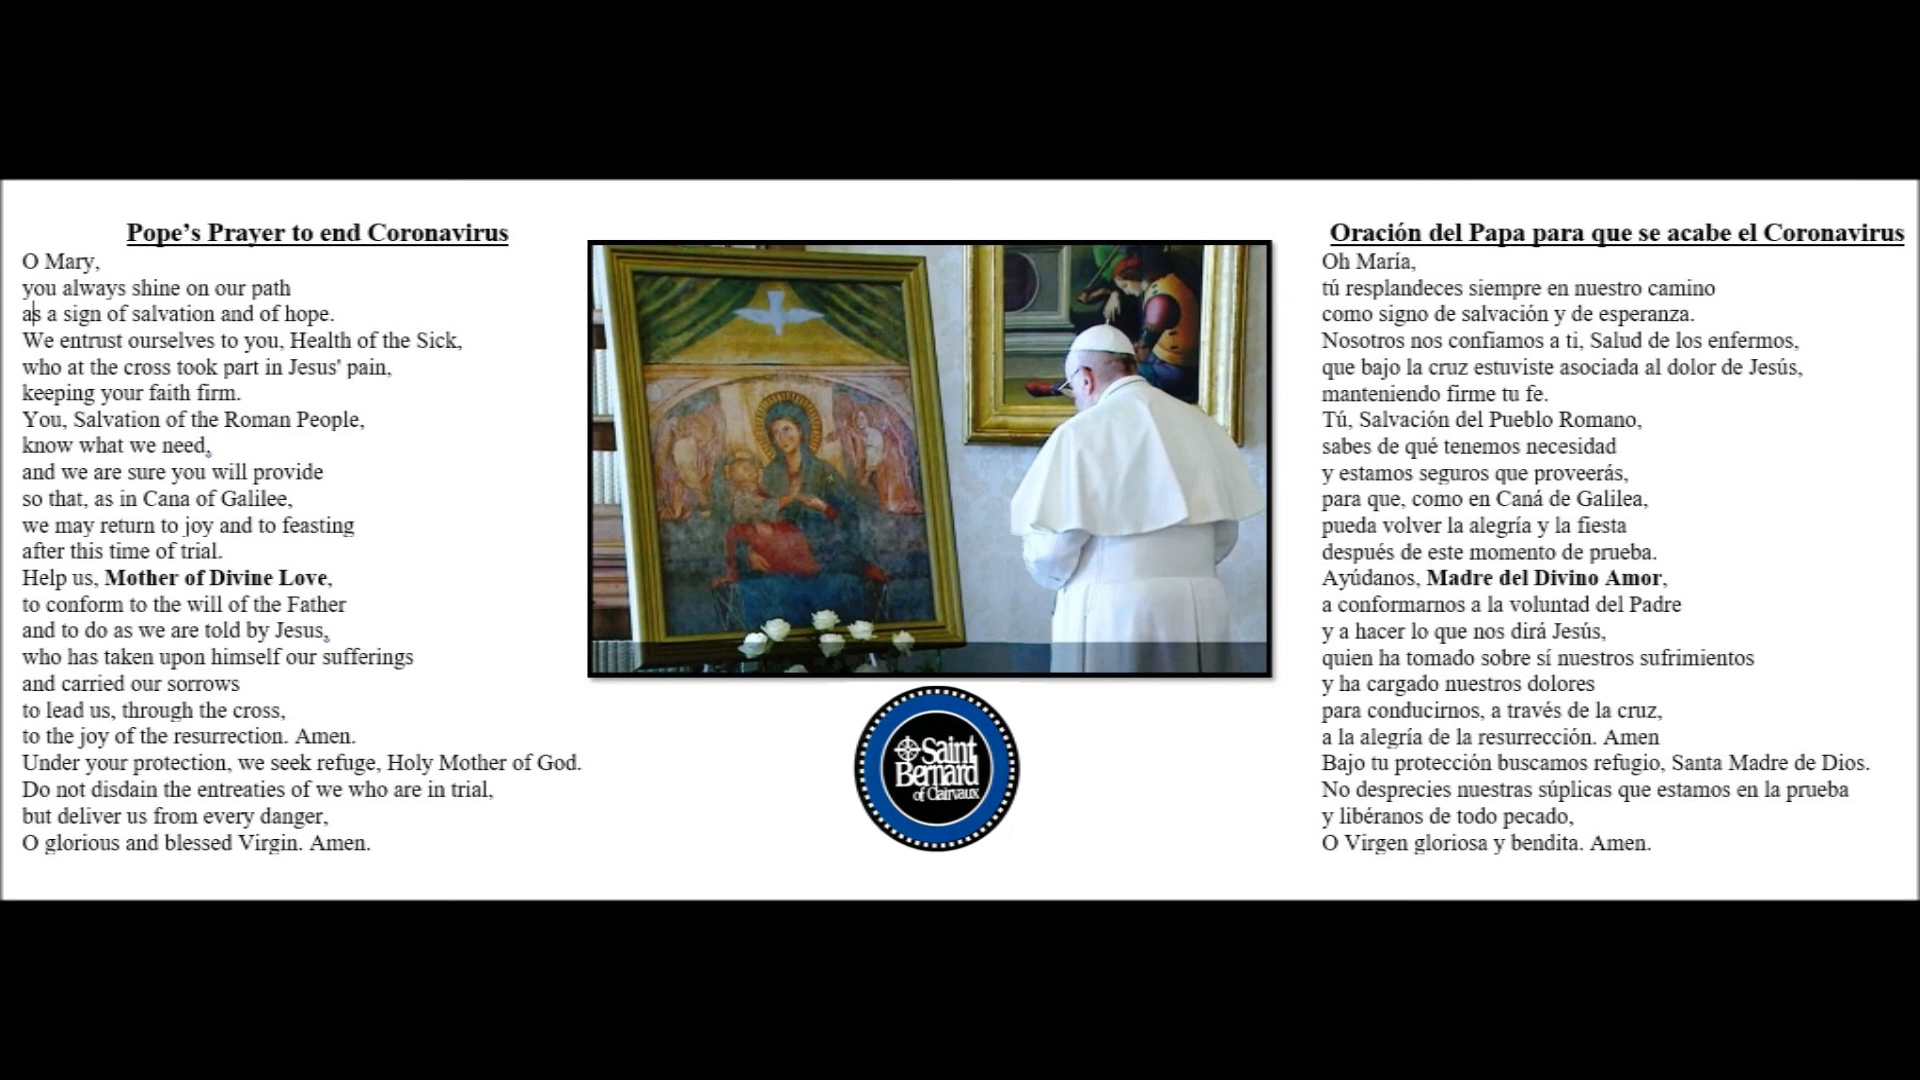 Pope’s Prayer to end Coronavirus
O Mary,
you always shine on our path
as a sign of salvation and of hope.
We entrust ourselves to you, Health of the Sick,
who at the cross took part in Jesus' pain,
keeping your faith firm.
You, Salvation of the Roman People,
know what we need,
and we are sure you will provide
so that, as in Cana of Galilee,
we may return to joy and to feasting
after this time of trial.
Help us, Mother of Divine Love,
to conform to the will of the Father
and to do as we are told by Jesus,
who has taken upon himself our sufferings
and carried our sorrows
to lead us, through the cross,
to the joy of the resurrection. Amen.
Under your protection, we seek refuge, Holy Mother of God.
Do not disdain the entreaties of we who are in trial,
but deliver us from every danger,
O glorious and blessed Virgin. Amen.
Saint
Bernard
of Clairvaux
Oración del Papa para que se acabe el Coronavirus
Oh María,
tú resplandeces siempre en nuestro camino
como signo de salvación y de esperanza.
Nosotros nos confiamos a ti, Salud de los enfermos,
que bajo la cruz estuviste asociada al dolor de Jesús,
manteniendo firme tu fe.
Tú, Salvación del Pueblo Romano,
sabes de qué tenemos necesidad
y estamos seguros que proveerás,
para que, como en Caná de Galilea,
pueda volver la alegría y la fiesta
después de este momento de prueba.
Ayúdanos, Madre del Divino Amor,
a conformarnos a la voluntad del Padre
y a hacer lo que nos dirá Jesús,
quien ha tomado sobre sí nuestros sufrimientos
y ha cargado nuestros dolores
para conducirnos, a través de la cruz,
a la alegría de la resurrección. Amen
Bajo tu protección buscamos refugio, Santa Madre de Dios.
No desprecies nuestras súplicas que estamos en la prueba
y libéranos de todo pecado,
O Virgen gloriosa y bendita. Amen.